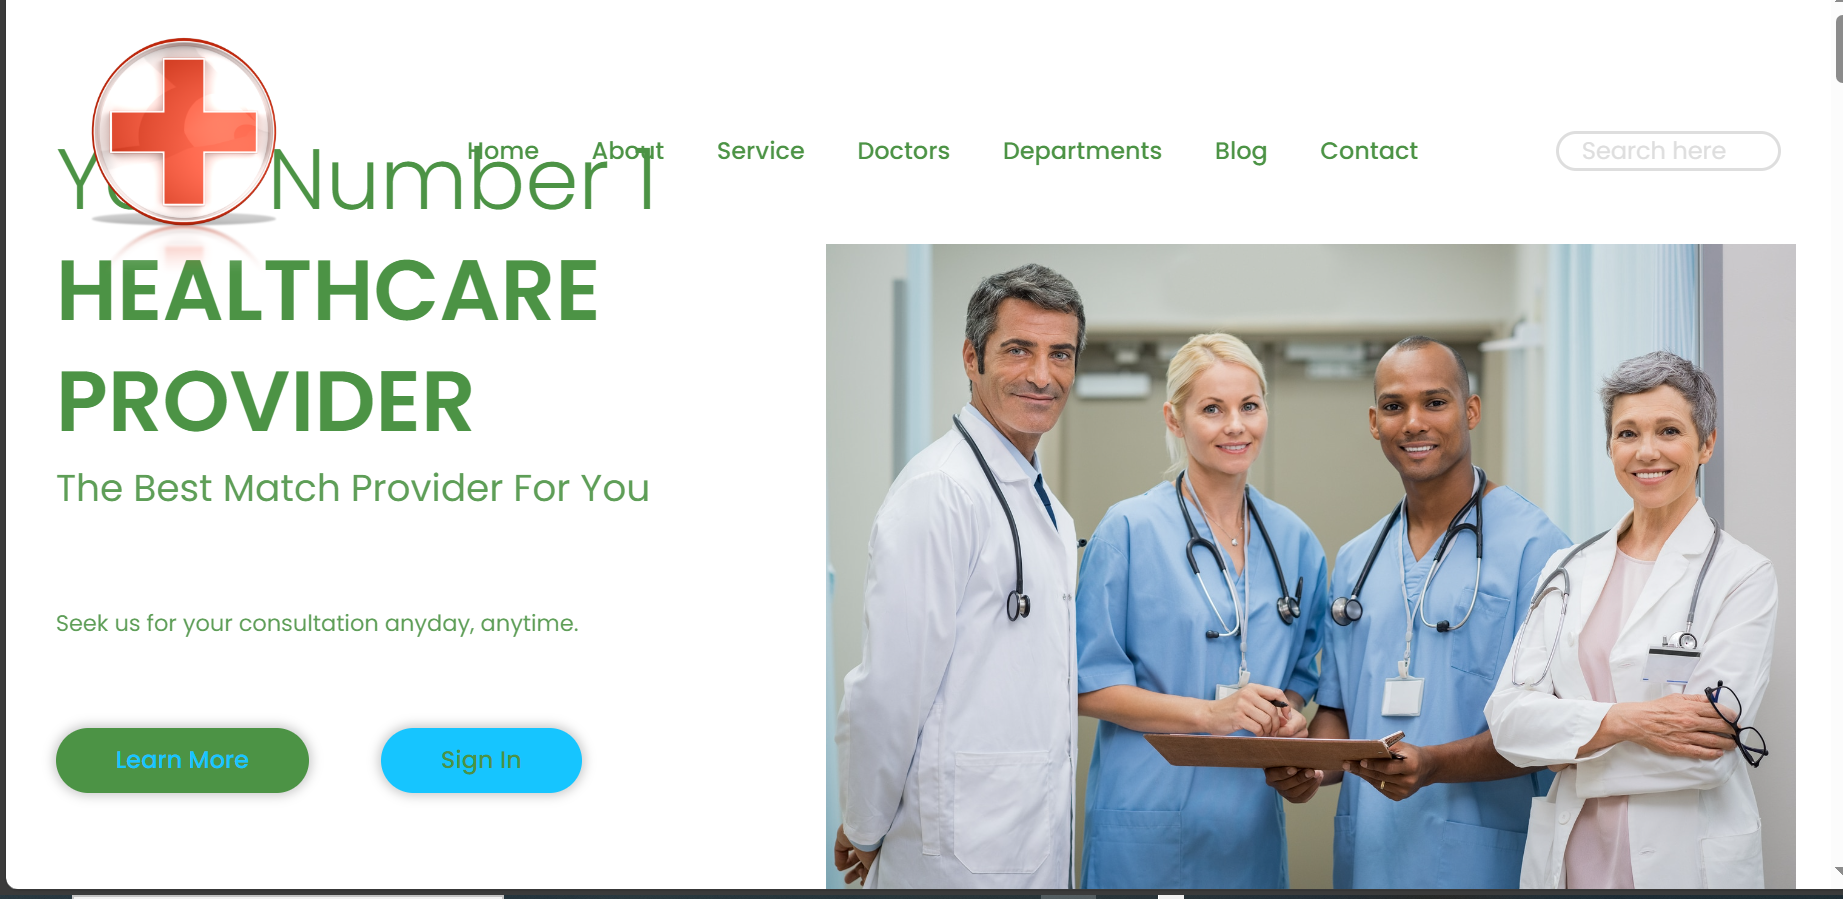 Home About Service Doctors Departments Blog Contact Search here
Number 1
HEALTHCARE
PROVIDER
The Best Match Provider For You
Seek us for your consultation anyday, anytime.
Learn More Sign In